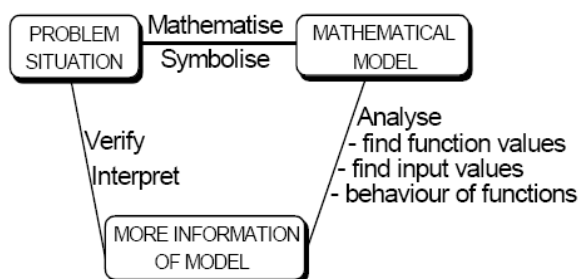 PROBLEM
SITUATION
Mathematise
Symbolise
MATHEMATICAL
MODEL
Verify
Interpret
Analyse
- find function values
- find input values
- behaviour of functions
MORE INFORMATION
OF MODEL